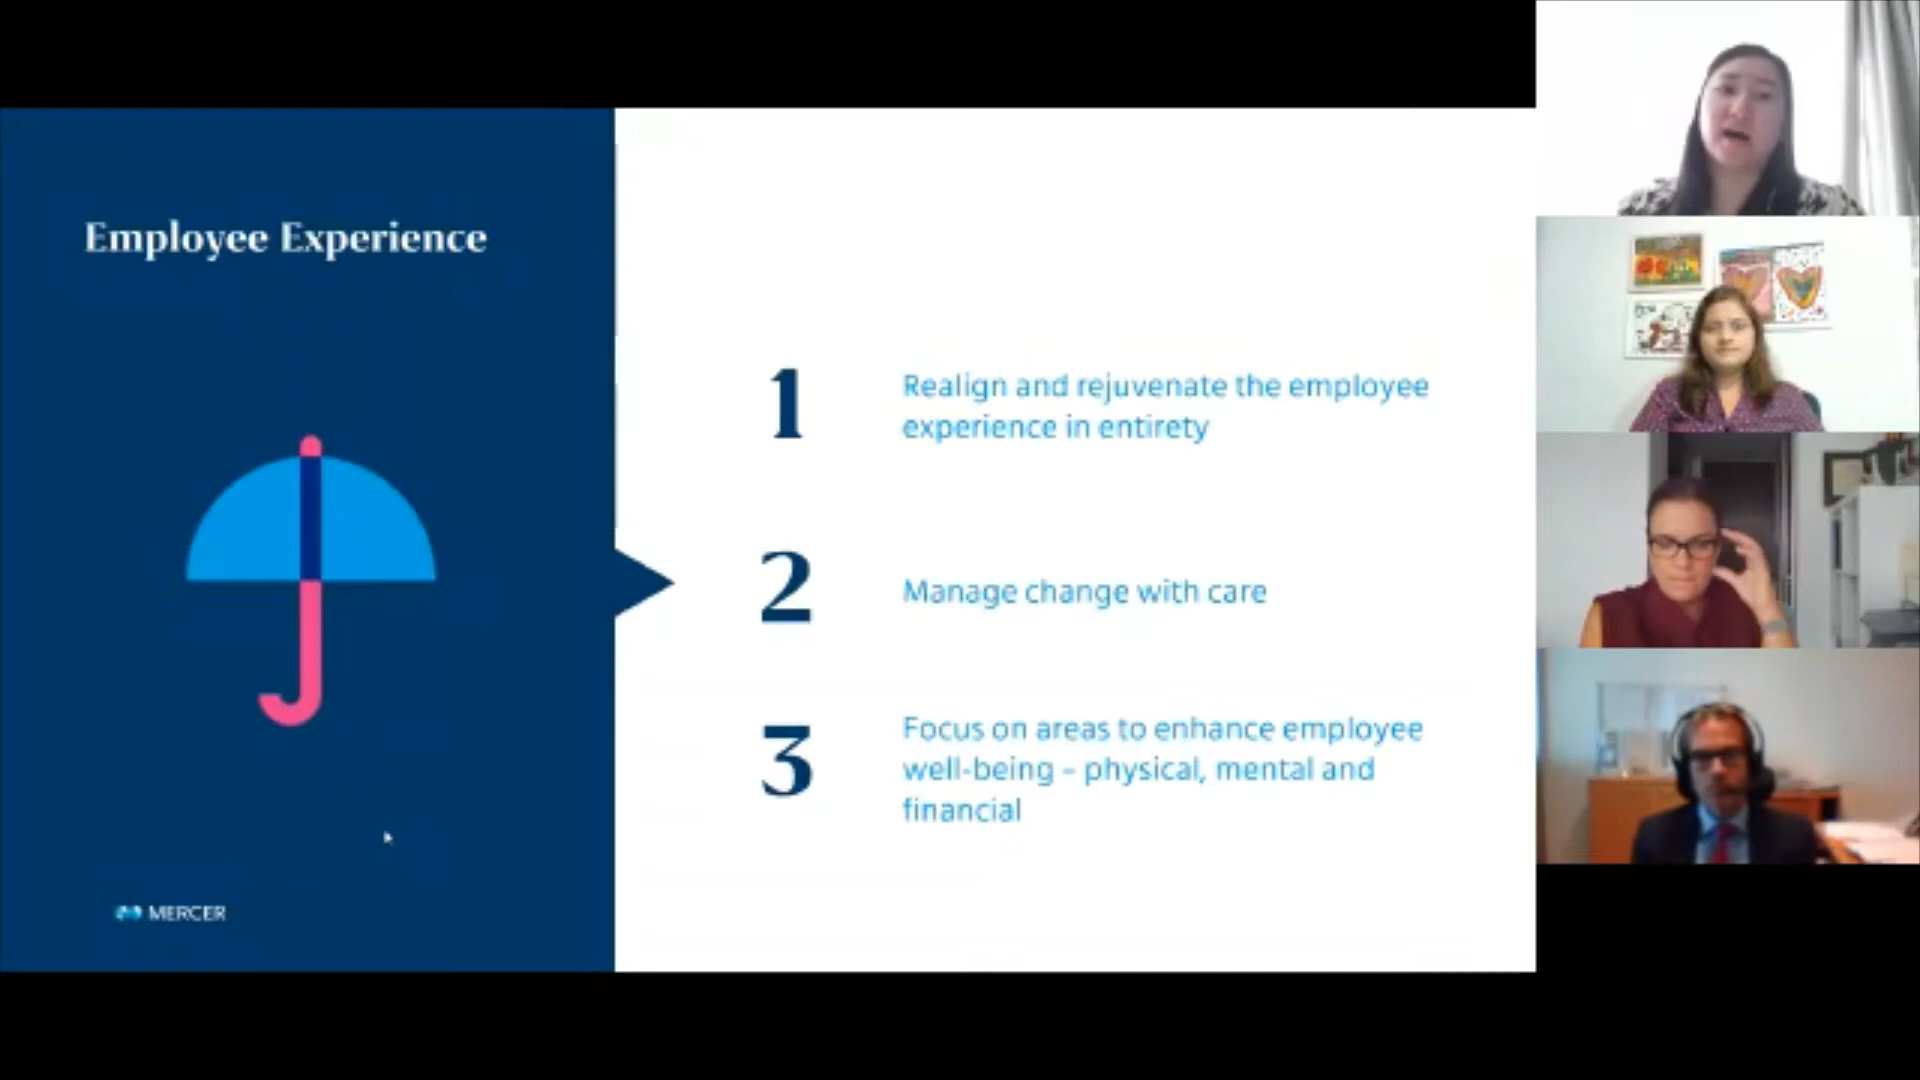 Employee Experience
1
Realign and rejuvenate the employee
experience in entirety
2
Manage change with care
3
Focus on areas to enhance employee
well-being – physical, mental and
financial
MERCER